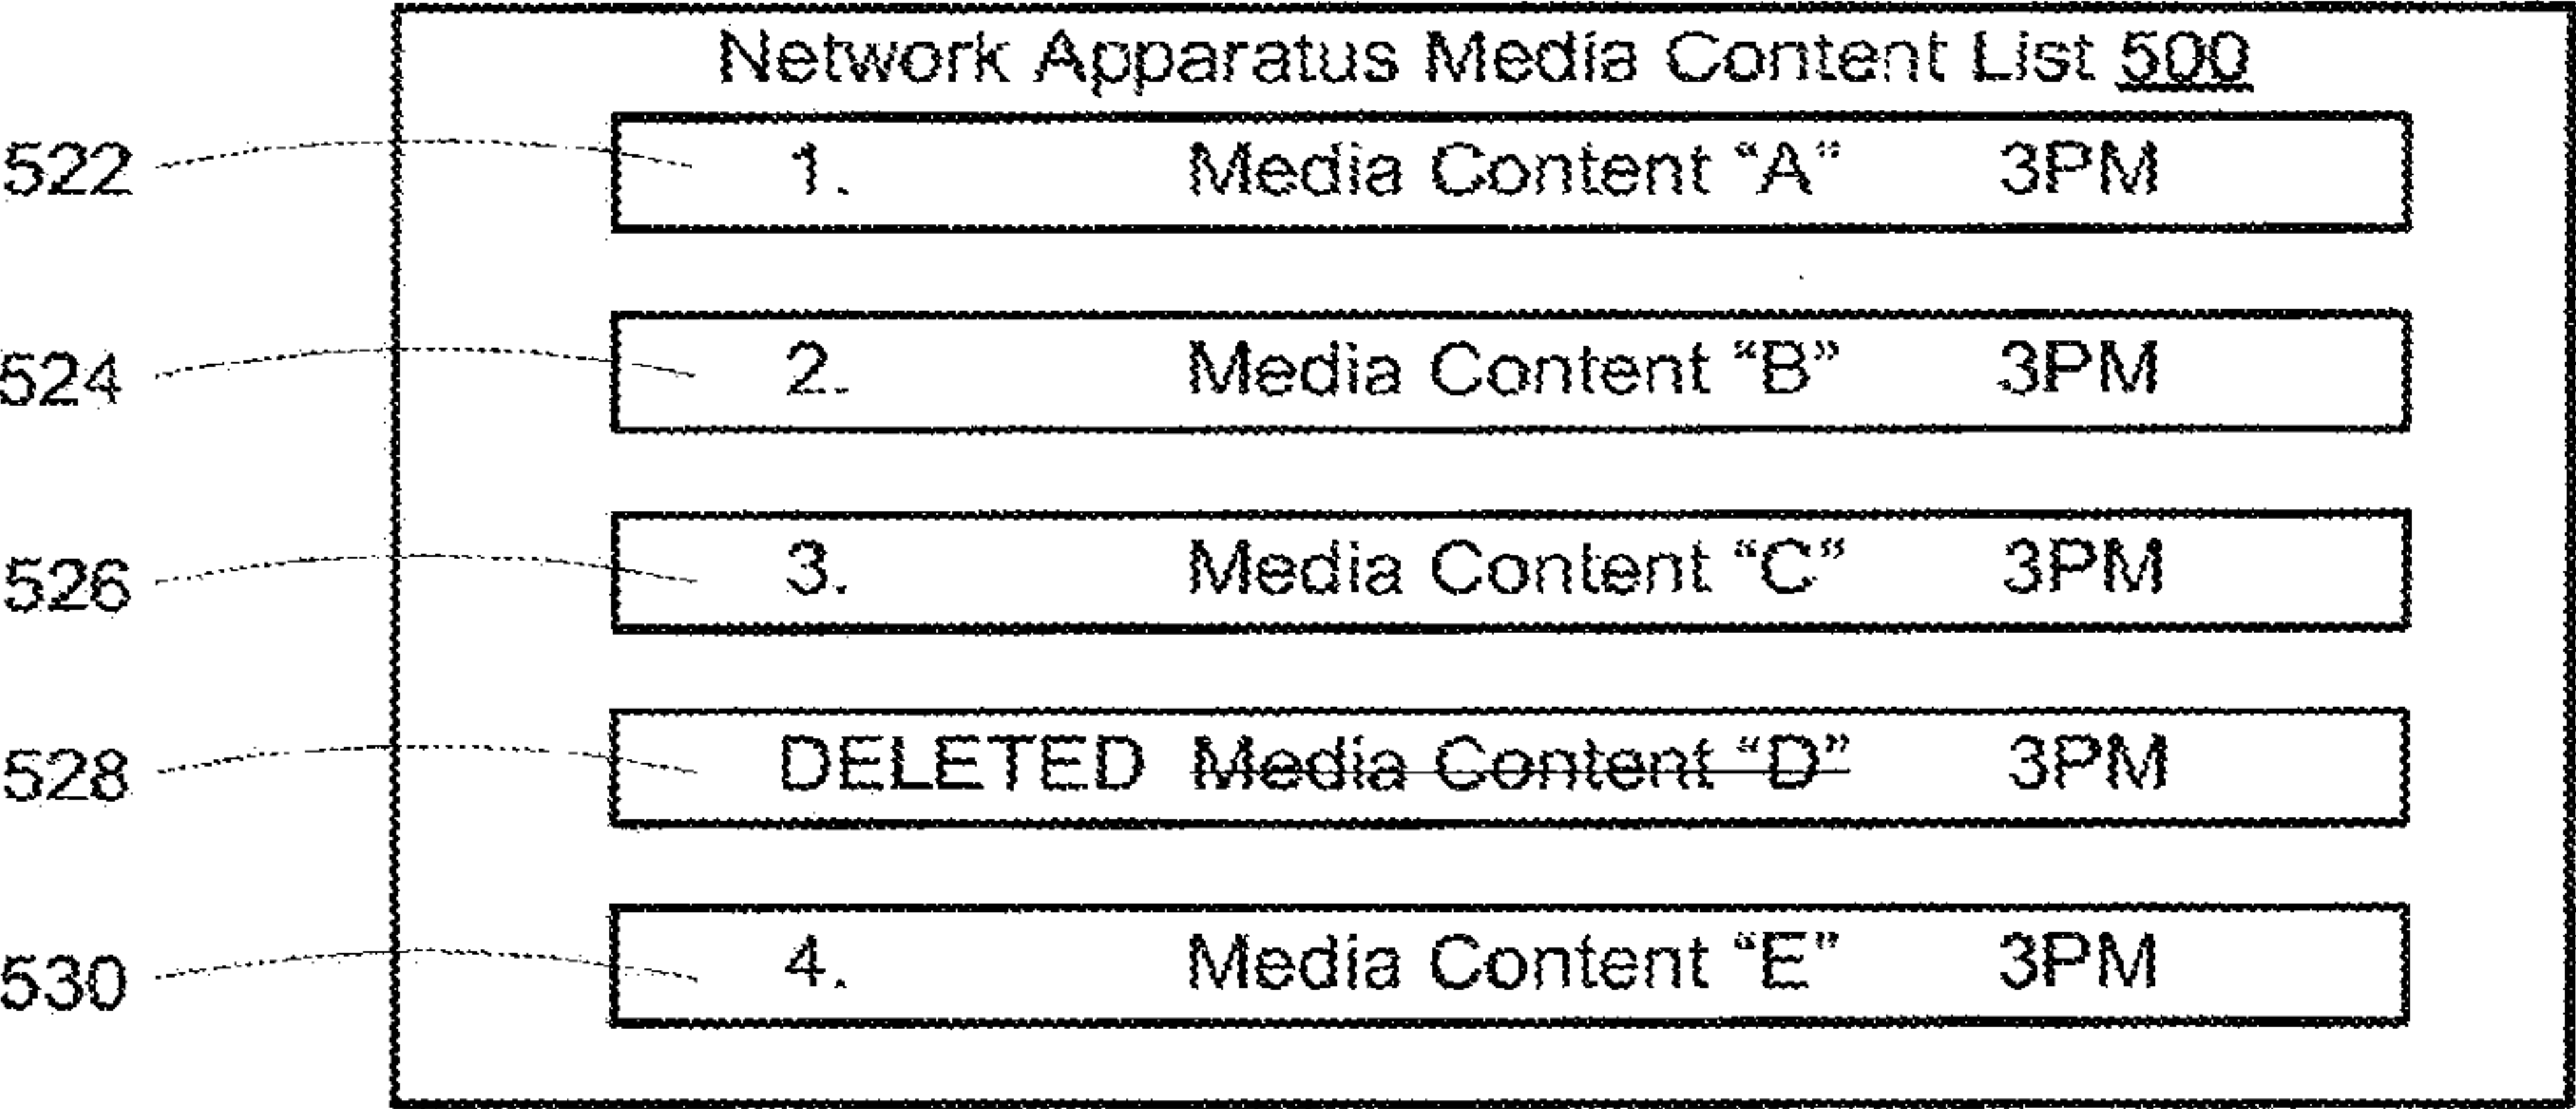 Network Apparatus Media Content List 500
522 1. Media Content “A” 3PM
524 2. Media Content “B” 3PM
526 3. Media Content “C” 3PM
528 DELETED Media Content “D” 3PM
530 4. Media Content “E” 3PM